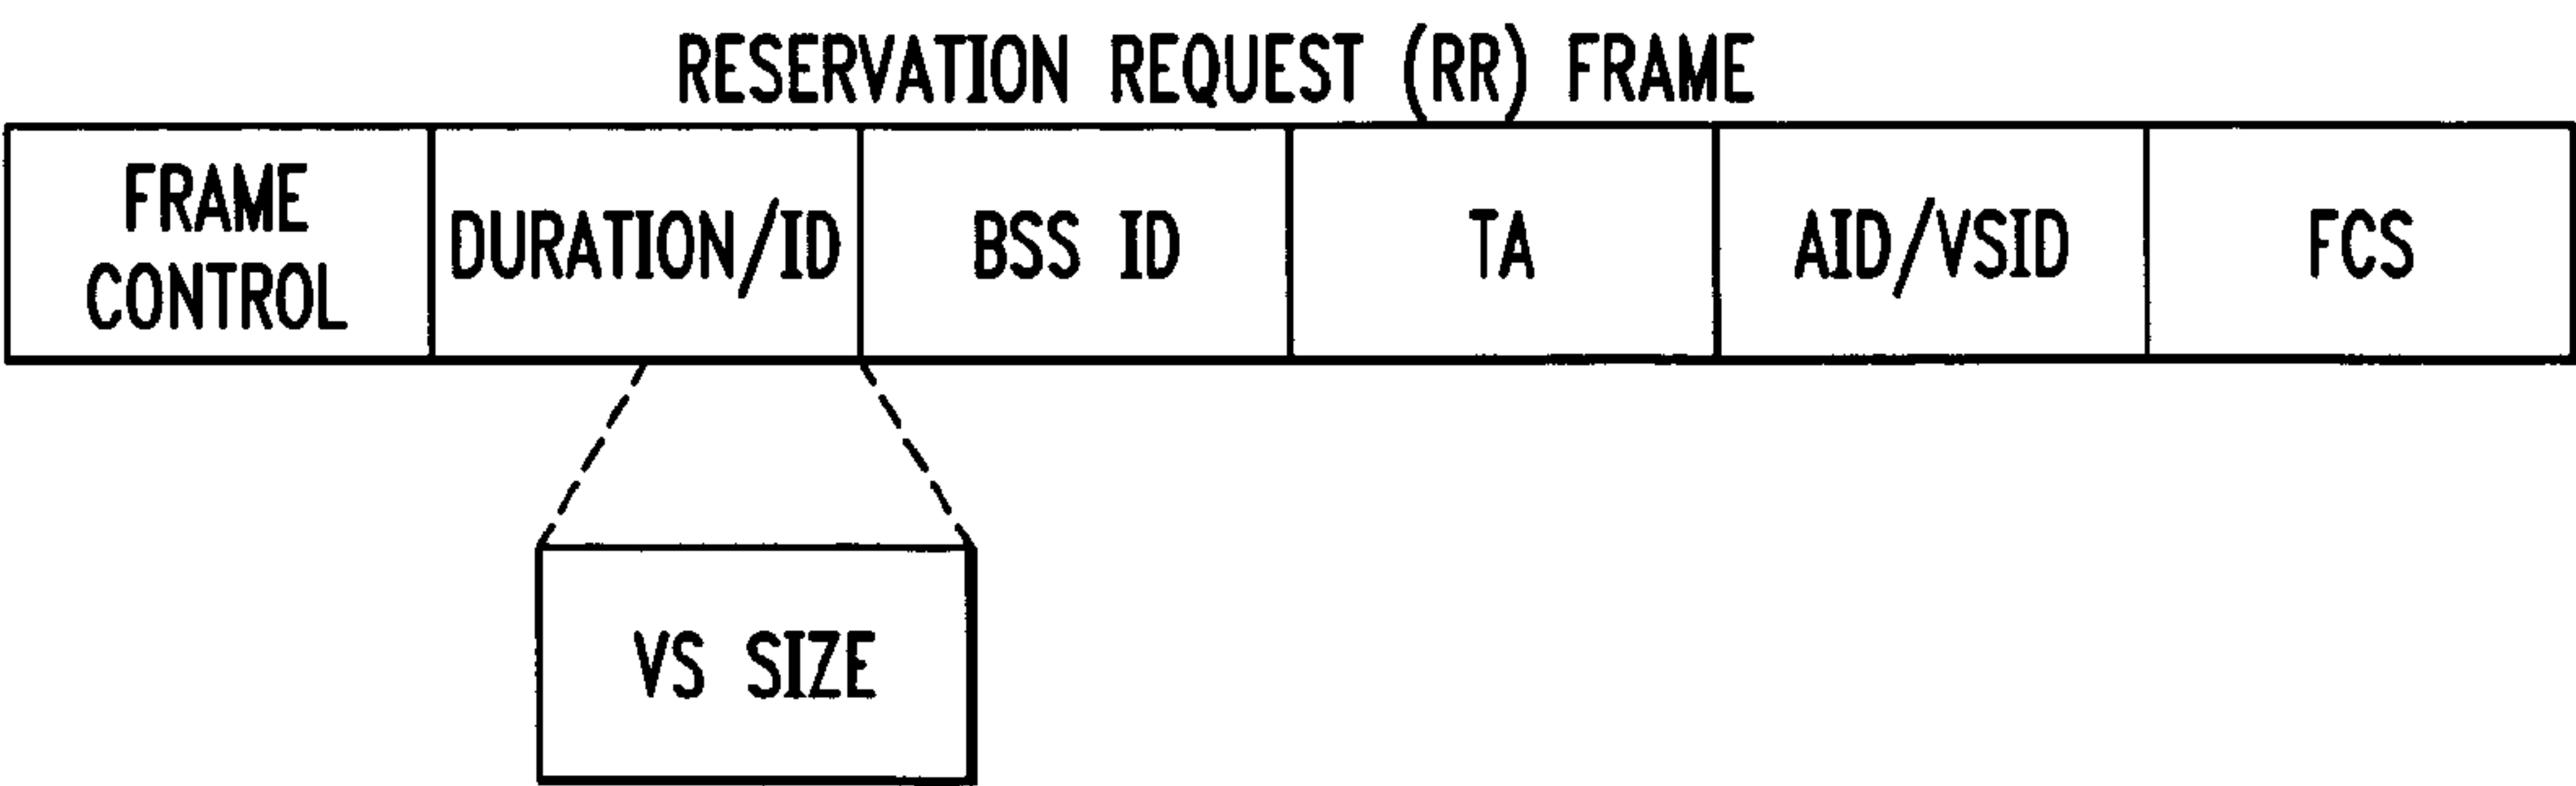 RESERVATION REQUEST (RR) FRAME
FRAME
CONTROL
DURATION/ID
BSS ID
TA
AID/VSID
FCS
VS SIZE